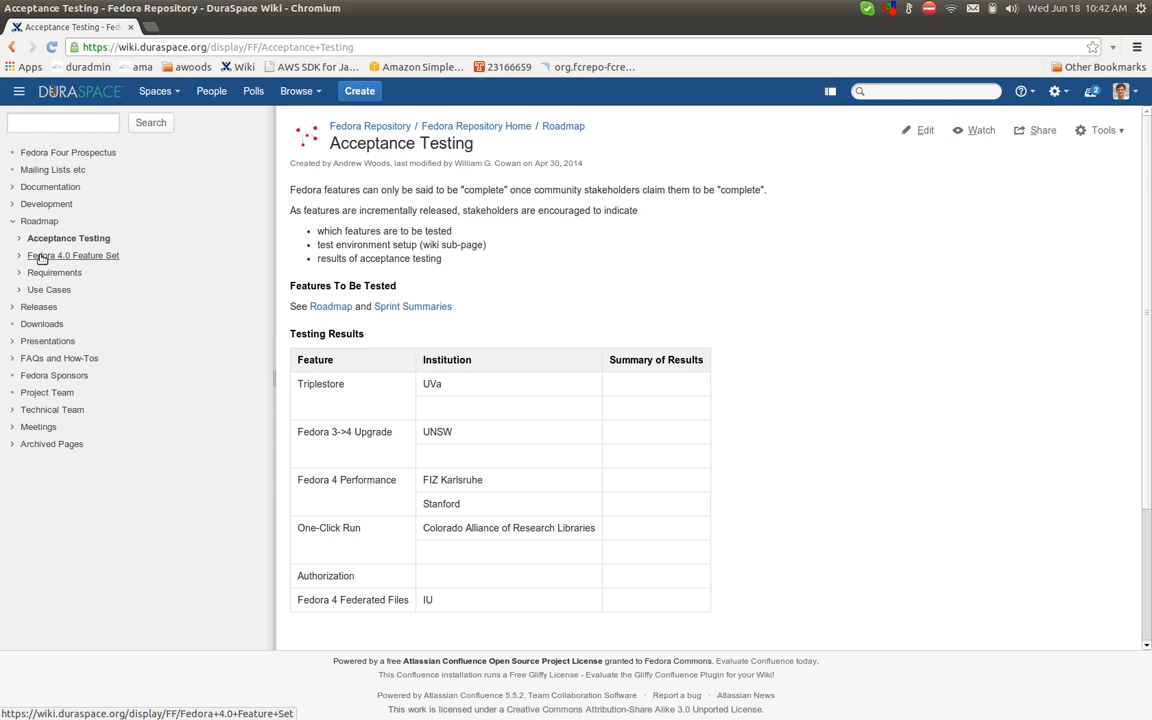 Acceptance Testing - Fedora Repository - DuraSpace Wiki - Chromium
Wed Jun 18 10:42 AM
Acceptance Testing - Fed
https://wiki.duraspace.org/display/FF/Acceptance+Testing
Apps duradmin ama awoods Wiki AWS SDK for Ja... Amazon Simple... 23166659 org.fcrepo-fcre... Other Bookmarks
DURASPACE Spaces People Polls Browse Create 2
Search
Fedora Repository / Fedora Repository Home / Roadmap
Acceptance Testing
Edit Watch Share Tools
Created by Andrew Woods, last modified by William G. Cowan on Apr 30, 2014
Fedora Four Prospectus
Mailing Lists etc
Documentation
Development
Roadmap
Acceptance Testing
Fedora 4.0 Feature Set
Requirements
Use Cases
Releases
Downloads
Presentations
FAQs and How-Tos
Fedora Sponsors
Project Team
Technical Team
Meetings
Archived Pages
Fedora features can only be said to be "complete" once community stakeholders claim them to be "complete".
As features are incrementally released, stakeholders are encouraged to indicate
which features are to be tested
test environment setup (wiki sub-page)
results of acceptance testing
Features To Be Tested
See Roadmap and Sprint Summaries
Testing Results
Feature Institution Summary of Results
Triplestore UVa
Fedora 3->4 Upgrade UNSW
Fedora 4 Performance FIZ Karlsruhe
Stanford
One-Click Run Colorado Alliance of Research Libraries
Authorization
Fedora 4 Federated Files IU
Powered by a free Atlassian Confluence Open Source Project License granted to Fedora Commons. Evaluate Confluence today.
This Confluence installation runs a Free Gliffy License - Evaluate the Gliffy Confluence Plugin for your Wiki!
Powered by Atlassian Confluence 5.5.2, Team Collaboration Software · Report a bug · Atlassian News
This work is licensed under a Creative Commons Attribution-Share Alike 3.0 Unported License.
https://wiki.duraspace.org/display/FF/Fedora+4.0+Feature+Set